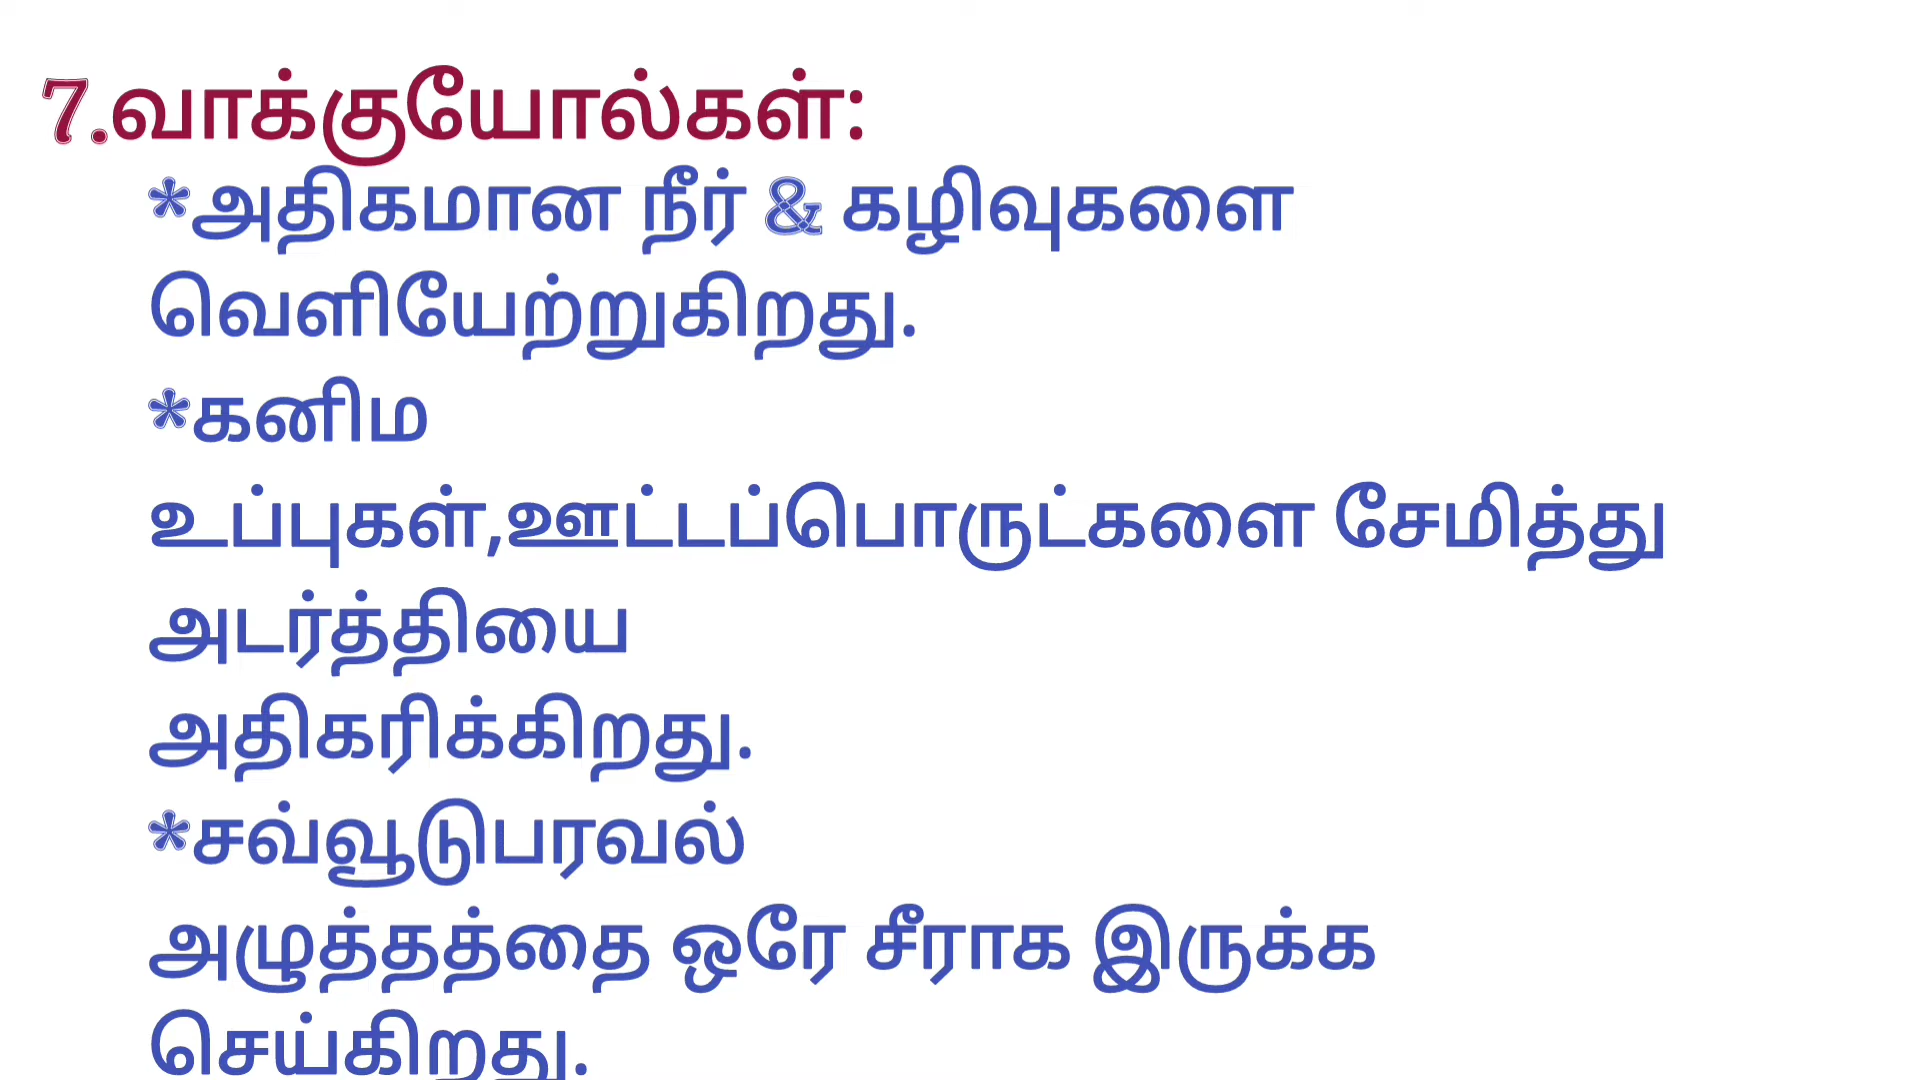 7.வாக்குயோல்கள்:
*அதிகமான நீர் & கழிவுகளை
வெளியேற்றுகிறது.
*கனிம
உப்புகள்,ஊட்டப்பொருட்களை சேமித்து
அடர்த்தியை
அதிகரிக்கிறது.
*சவ்வூடுபரவல்
அழுத்தத்தை ஒரே சீராக இருக்க
செய்கிறது.